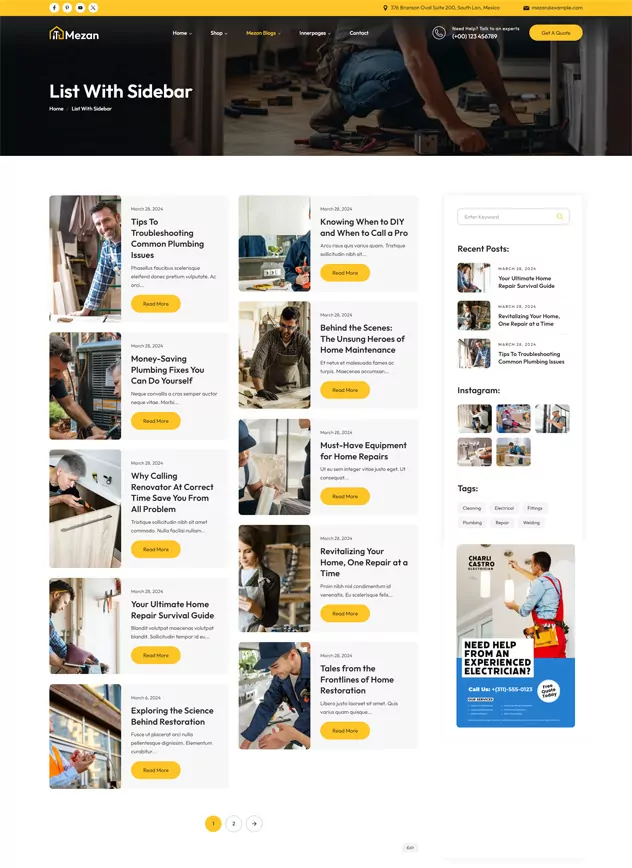 376 Branson Oval Suite 200, South Lon, Mexico
mezan@example.com
Mezan
Home
Shop
Mezan Blogs
Innerpages
Contact
Need Help? Talk to an experts
(+00) 123 456789
Get A Quote
List With Sidebar
Home / List With Sidebar
March 28, 2024
Tips To
Troubleshooting
Common Plumbing
Issues
Phasellus faucibus scelerisque
eleifend donec pretium vulputate. Ac
orci...
Read More
March 28, 2024
Money-Saving
Plumbing Fixes You
Can Do Yourself
Neque convallis a cras semper auctor
neque vitae. Morbi...
Read More
March 28, 2024
Why Calling
Renovator At Correct
Time Save You From
All Problem
Tristique sollicitudin nibh sit amet
commodo. Nulla facilisi nullam...
Read More
March 28, 2024
Your Ultimate Home
Repair Survival Guide
Blandit volutpat maecenas volutpat
blandit. Sollicitudin tempor id eu...
Read More
March 6, 2024
Exploring the Science
Behind Restoration
Fusce ut placerat orci nulla
pellentesque dignissim. Elementum
curabitur...
Read More
March 28, 2024
Knowing When to DIY
and When to Call a Pro
Arcu risus quis varius quam. Tristique
sollicitudin nibh sit...
Read More
March 28, 2024
Behind the Scenes:
The Unsung Heroes of
Home Maintenance
Et netus et malesuada fames ac
turpis. Maecenas accumsan...
Read More
March 28, 2024
Must-Have Equipment
for Home Repairs
Ut eu sem integer vitae justo eget. Ut
consequat...
Read More
March 28, 2024
Revitalizing Your
Home, One Repair at a
Time
Proin nibh nisl condimentum id
venenatis. Eu scelerisque felis...
Read More
March 28, 2024
Tales from the
Frontlines of Home
Restoration
Libero justo laoreet sit amet. Quis
varius quam quisque...
Read More
1
2
Edit
Enter Keyword
Recent Posts:
MARCH 28, 2024
Your Ultimate Home
Repair Survival Guide
MARCH 28, 2024
Revitalizing Your Home,
One Repair at a Time
MARCH 28, 2024
Tips To Troubleshooting
Common Plumbing Issues
Instagram:
Tags:
Cleaning
Electrical
Fittings
Plumbing
Repair
Welding
CHARLI
CASTRO
ELECTRICIAN
NEED HELP
FROM AN
EXPERIENCED
ELECTRICIAN?
Call Us: +(311)-555-0123
OUR SERVICES
Free
Quote
Today